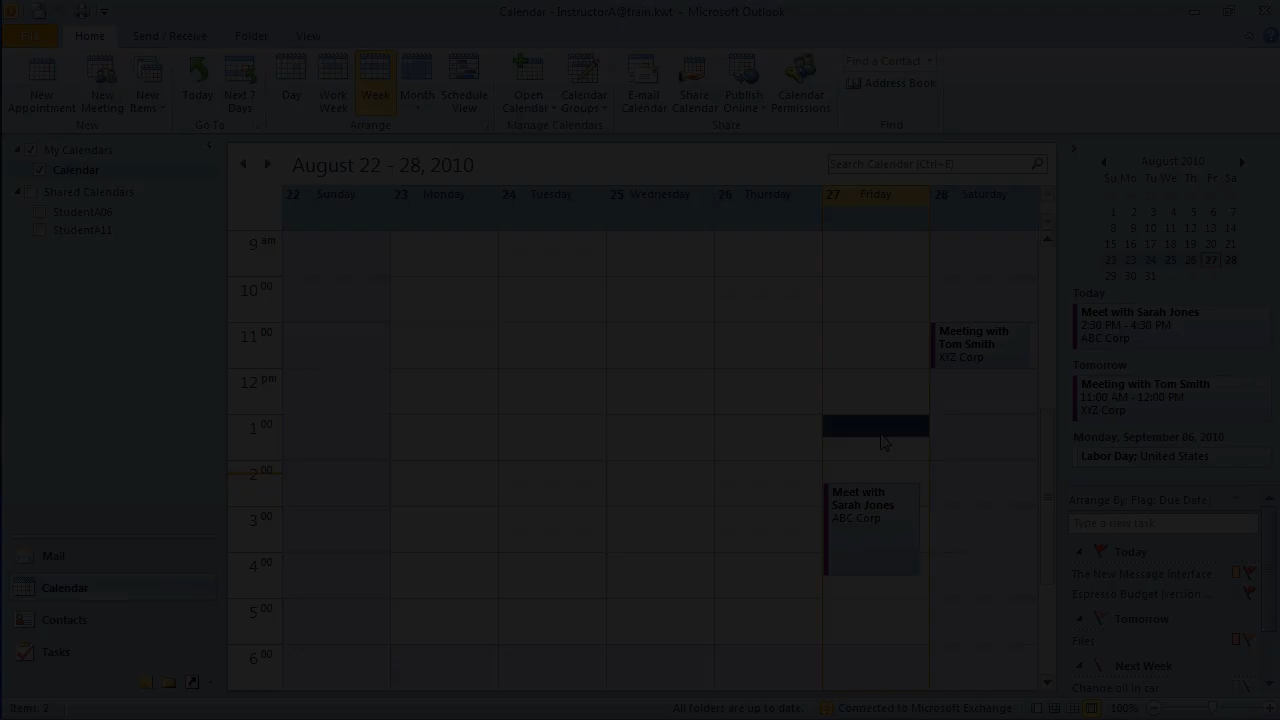 Calendar - InstructorA@train.kwt - Microsoft Outlook
File Home Send / Receive Folder View
New Appointment
New Meeting
New Items
New
Today
Next 7 Days
Go To
Day
Work Week
Week
Month
Schedule View
Arrange
Open Calendar
Calendar Groups
Manage Calendars
E-mail Calendar
Share Calendar
Publish Online
Calendar Permissions
Share
Find a Contact
Address Book
Find
My Calendars
Calendar
Shared Calendars
StudentA06
StudentA11
Mail
Calendar
Contacts
Tasks
August 22 - 28, 2010
Search Calendar (Ctrl+E)
22 Sunday 23 Monday 24 Tuesday 25 Wednesday 26 Thursday 27 Friday 28 Saturday
9 am
10 00
11 00
12 pm
1 00
2 00
3 00
4 00
5 00
6 00
Meeting with
Tom Smith
XYZ Corp
Meet with
Sarah Jones
ABC Corp
August 2010
Su Mo Tu We Th Fr Sa
1 2 3 4 5 6 7
8 9 10 11 12 13 14
15 16 17 18 19 20 21
22 23 24 25 26 27 28
29 30 31
Today
Meet with Sarah Jones
2:30 PM - 4:30 PM
ABC Corp
Tomorrow
Meeting with Tom Smith
11:00 AM - 12:00 PM
XYZ Corp
Monday, September 06, 2010
Labor Day; United States
Arrange By: Flag: Due Date
Type a new task
Today
The New Message interface...
Espresso Budget (version ...
Tomorrow
Files
Next Week
Change oil in car
Items: 2
All folders are up to date.
Connected to Microsoft Exchange
100%